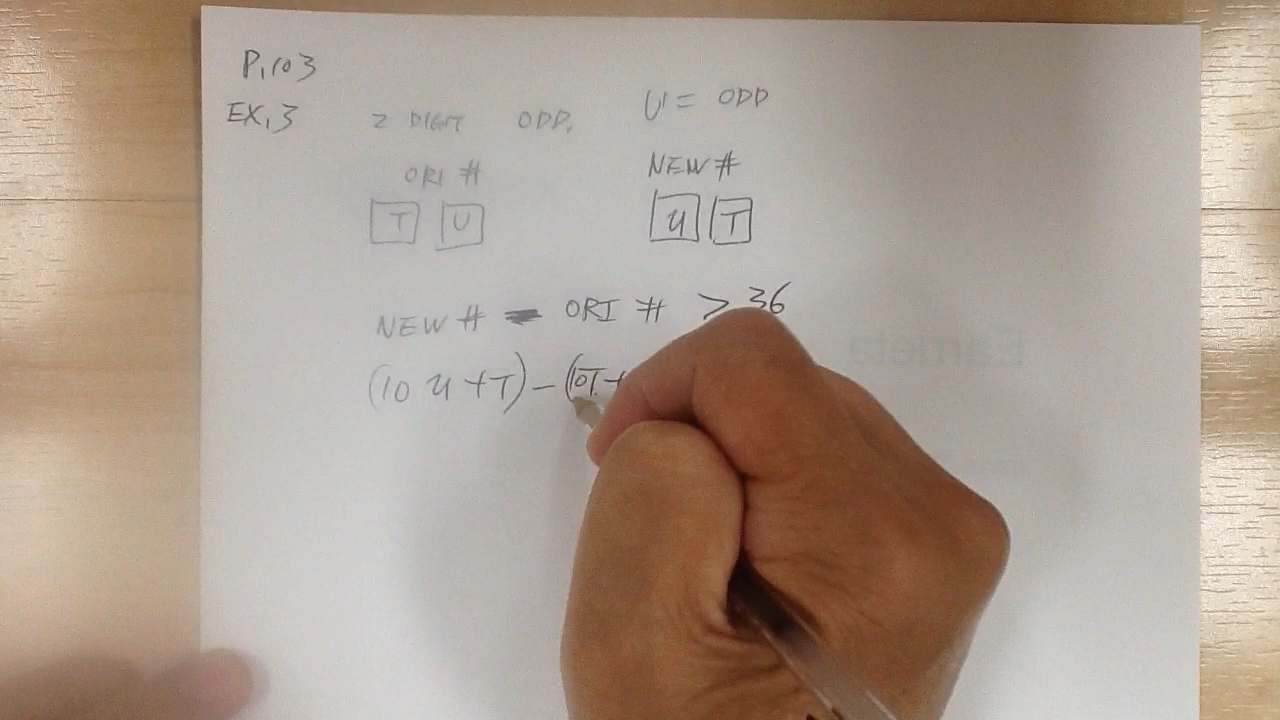 P.103
EX.3 2 DIGIT ODD. U = ODD
ORI # NEW #
T U U T
NEW # - ORI # > 36
(10 U + T) - (10T +